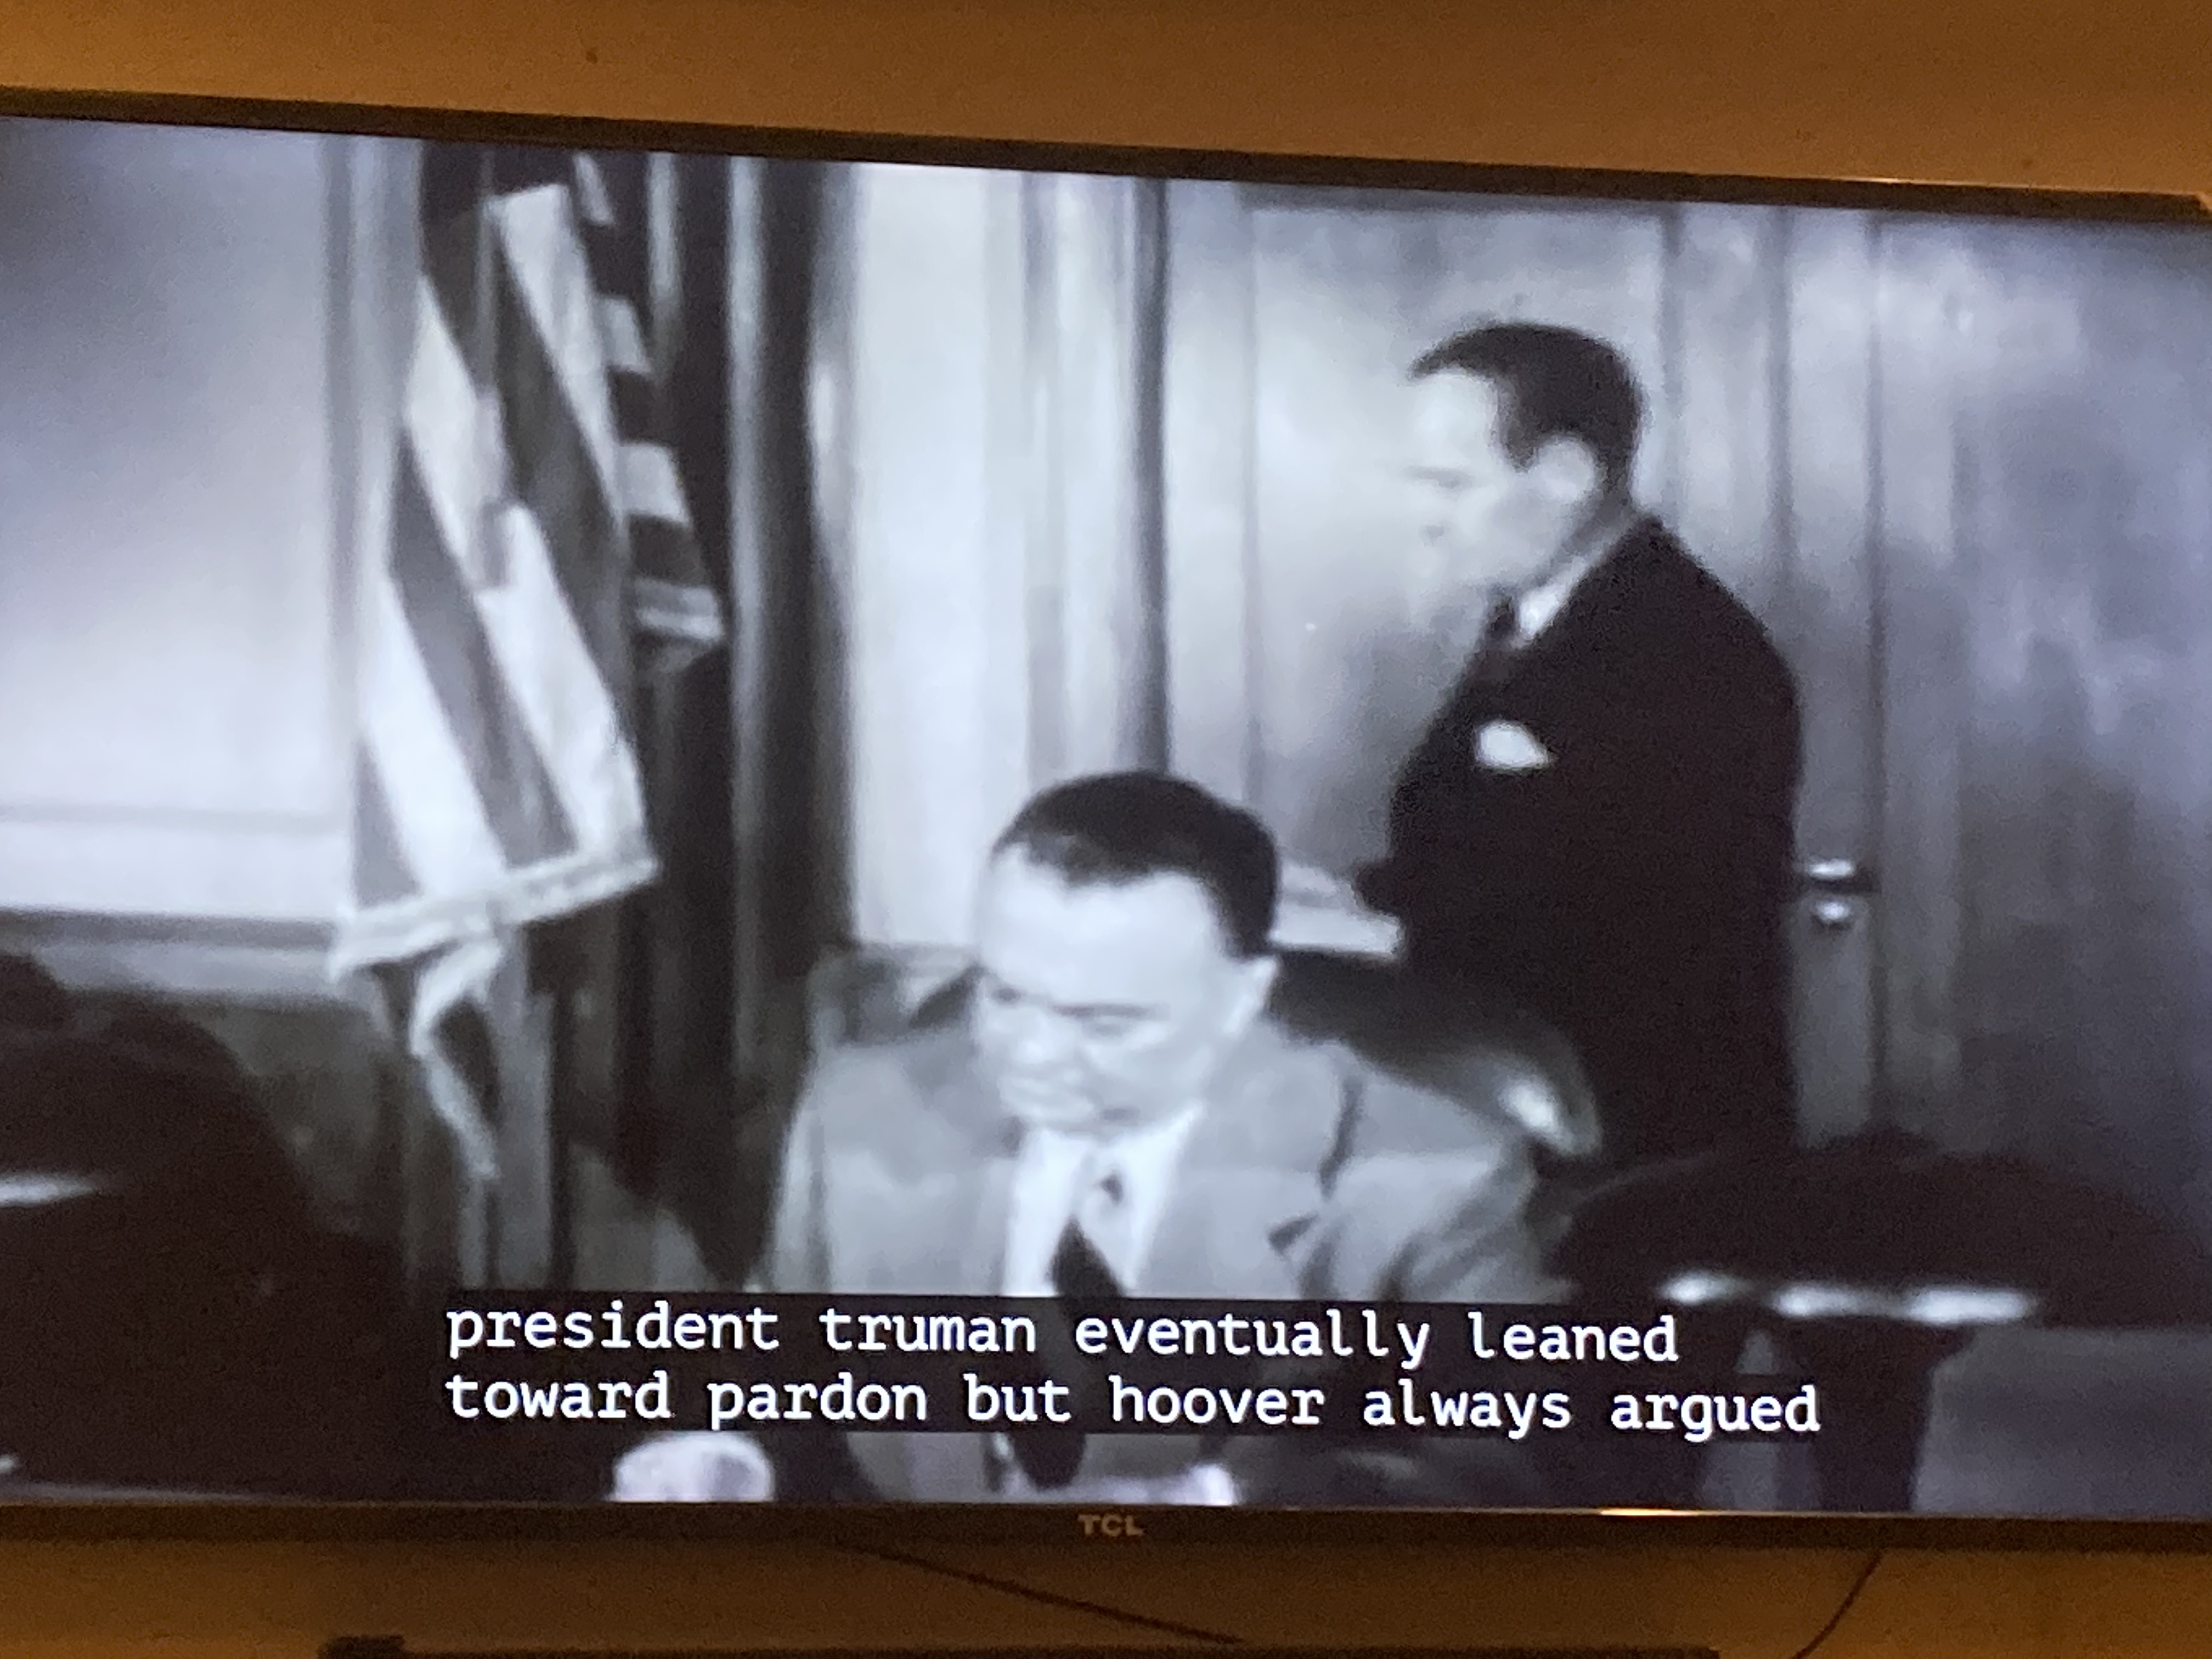 president truman eventually leaned
toward pardon but hoover always argued
TCL